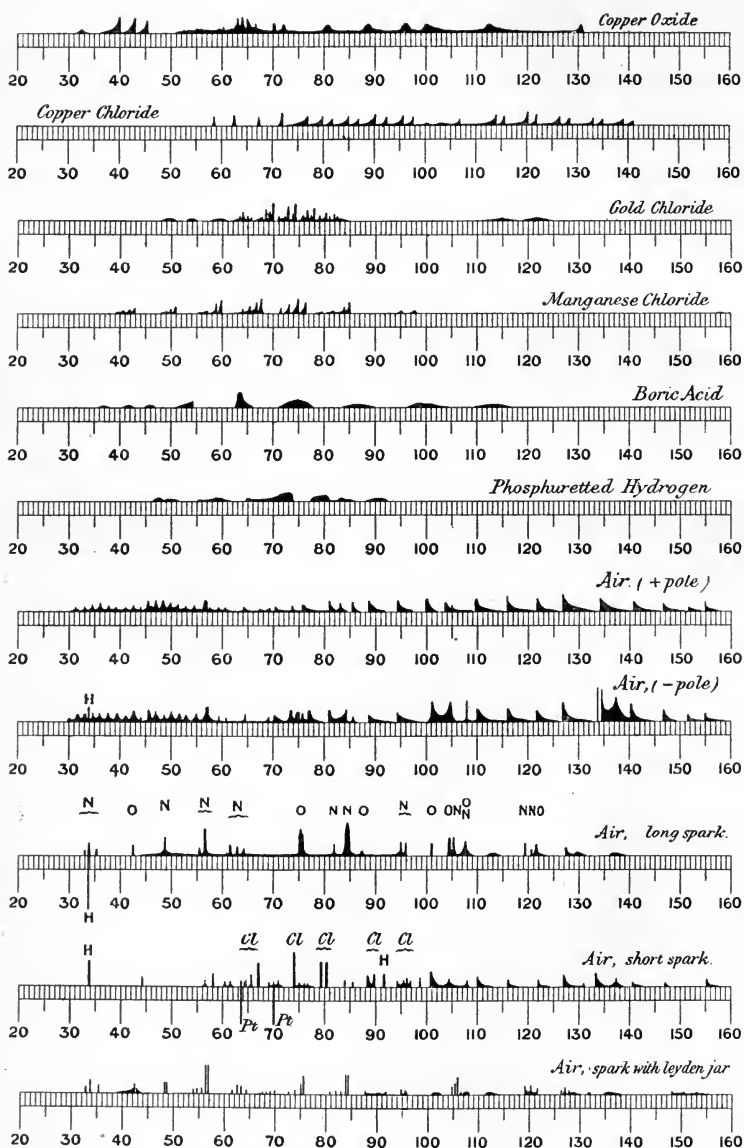 Copper Oxide
20 30 40 50 60 70 80 90 100 110 120 130 140 150 160
Copper Chloride
20 30 40 50 60 70 80 90 100 110 120 130 140 150 160
Gold Chloride
20 30 40 50 60 70 80 90 100 110 120 130 140 150 160
Manganese Chloride
20 30 40 50 60 70 80 90 100 110 120 130 140 150 160
Boric Acid
20 30 40 50 60 70 80 90 100 110 120 130 140 150 160
Phosphuretted Hydrogen
20 30 40 50 60 70 80 90 100 110 120 130 140 150 160
Air. (+pole)
20 30 40 50 60 70 80 90 100 110 120 130 140 150 160
Air, (-pole)
H
20 30 40 50 60 70 80 90 100 110 120 130 140 150 160
N O N N N O N N O N O O N O N N N O
Air, long spark.
20 30 40 50 60 70 80 90 100 110 120 130 140 150 160
H
H Cl Cl Cl Cl H Cl
Air, short spark.
20 30 40 50 60 70 80 90 100 110 120 130 140 150 160
Pt Pt
Air, spark with leyden jar
20 30 40 50 60 70 80 90 100 110 120 130 140 150 160